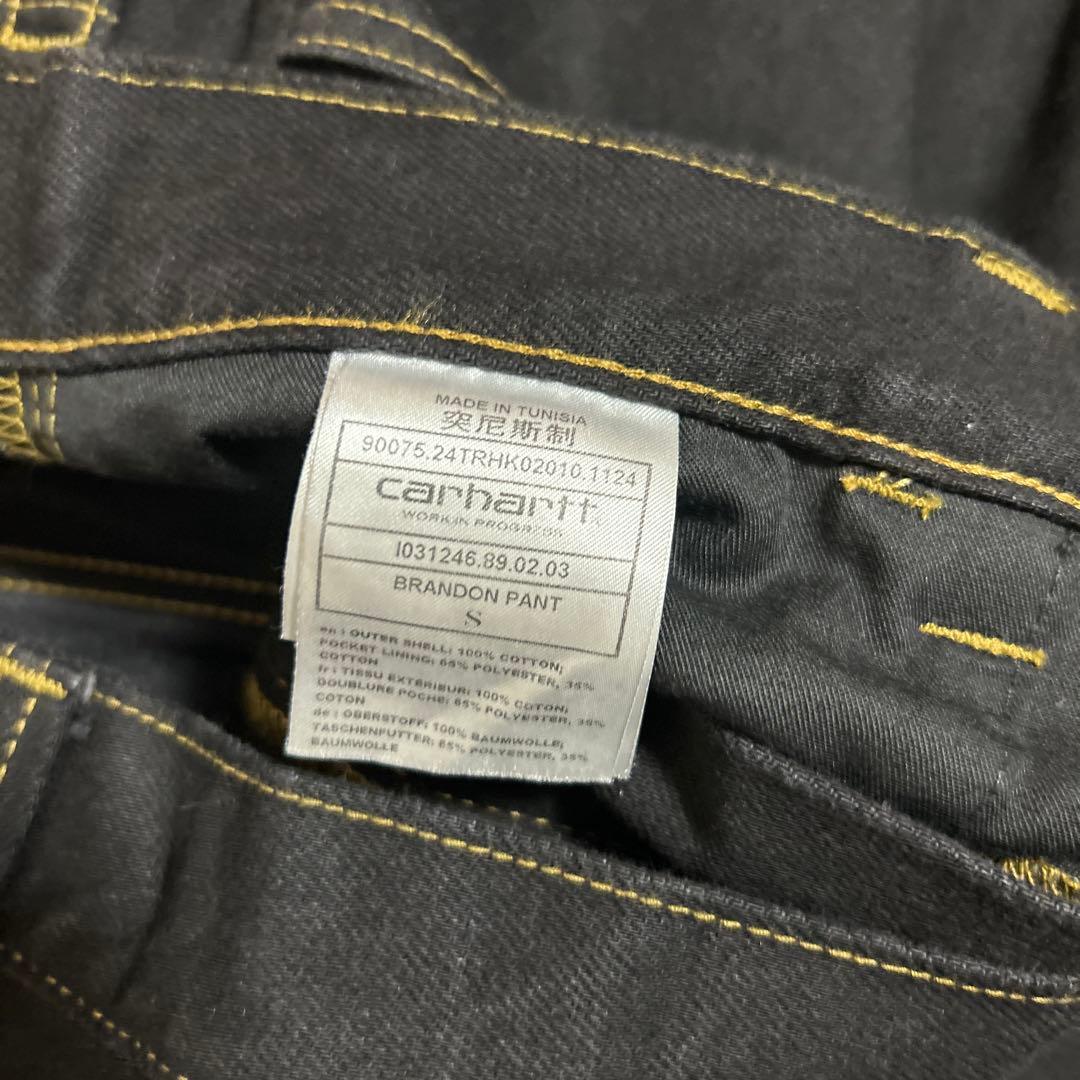 MADE IN TUNISIA
突尼斯制
90075.24TRHK02010.1124
carhartt
WORK IN PROGRESS
I031246.89.02.03
BRANDON PANT
S
en : OUTER SHELL: 100% COTTON;
POCKET LINING: 65% POLYESTER, 35%
COTTON
fr : TISSU EXTÉRIEUR: 100% COTON;
DOUBLURE POCHE: 65% POLYESTER, 35%
COTON
de : OBERSTOFF: 100% BAUMWOLLE;
TASCHENFUTTER: 65% POLYESTER, 35%
BAUMWOLLE